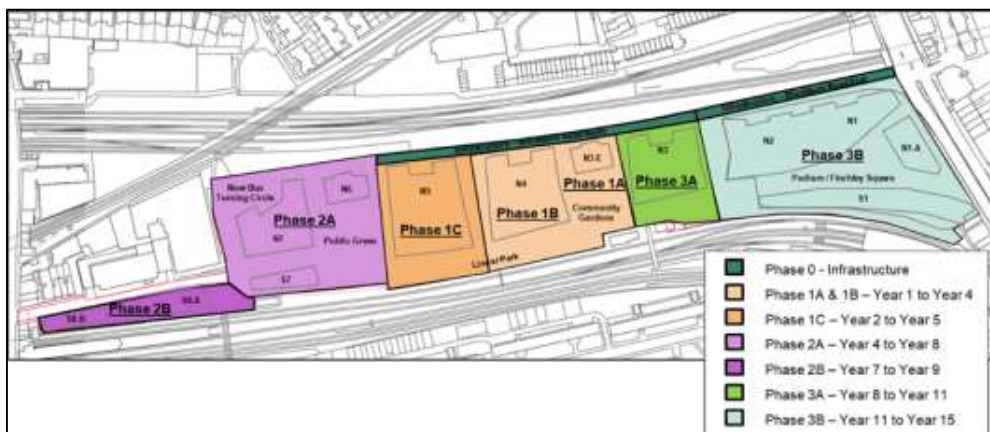 N1
N2
N1.A
N3
N3.E
Phase 3B
Phase 3A
Phase 1A
N4
N5
N6
New Bus
Turning Circle
Podium / Finchley Square
Phase 1B
Community
Gardens
Phase 2A
Phase 1C
N7
Public Green
S1
Linear Park
S7
Phase 2B
Phase 0 - Infrastructure
Phase 1A & 1B – Year 1 to Year 4
Phase 1C – Year 2 to Year 5
Phase 2A – Year 4 to Year 8
Phase 2B – Year 7 to Year 9
Phase 3A – Year 8 to Year 11
Phase 3B – Year 11 to Year 15